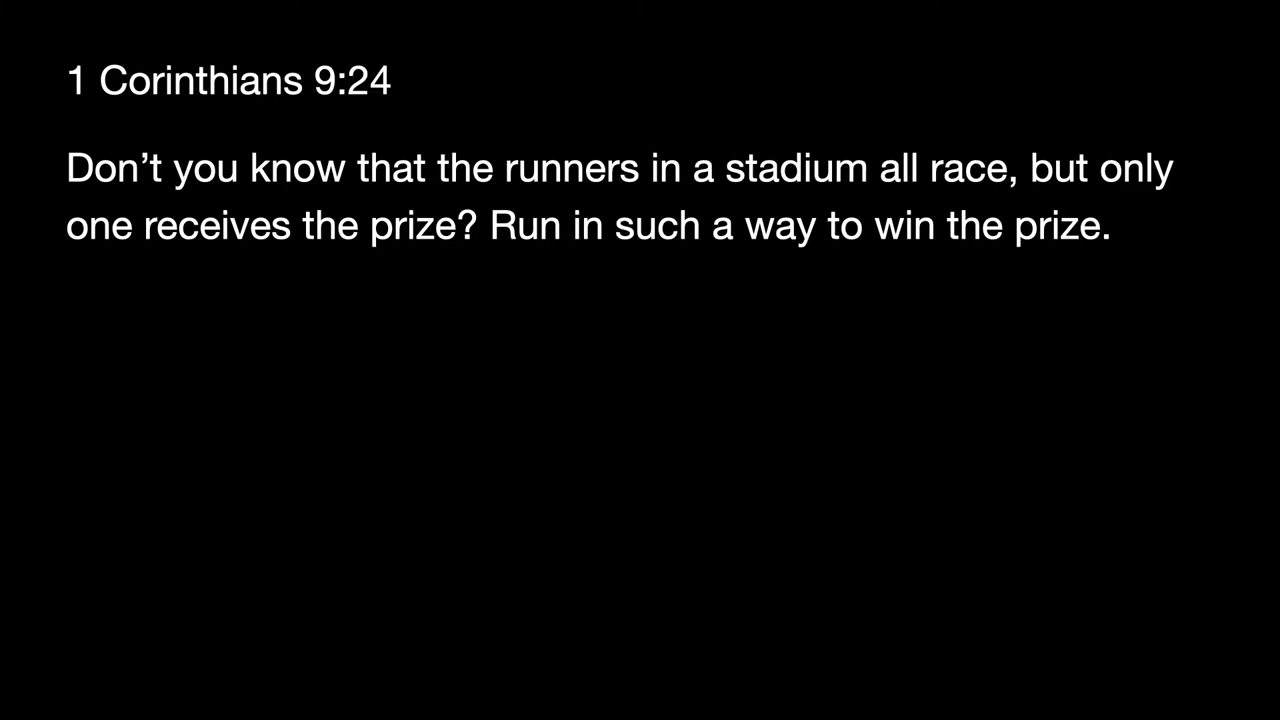 1 Corinthians 9:24
Don’t you know that the runners in a stadium all race, but only
one receives the prize? Run in such a way to win the prize.